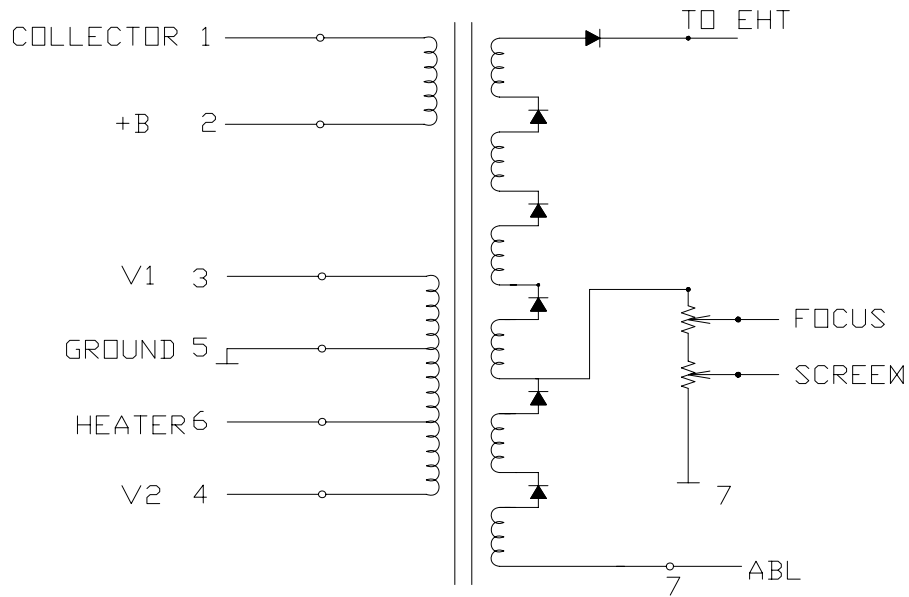 COLLECTOR 1
TO EHT
+B 2
V1 3
FOCUS
GROUND 5
SCREEN
HEATER 6
V2 4
7
ABL
7